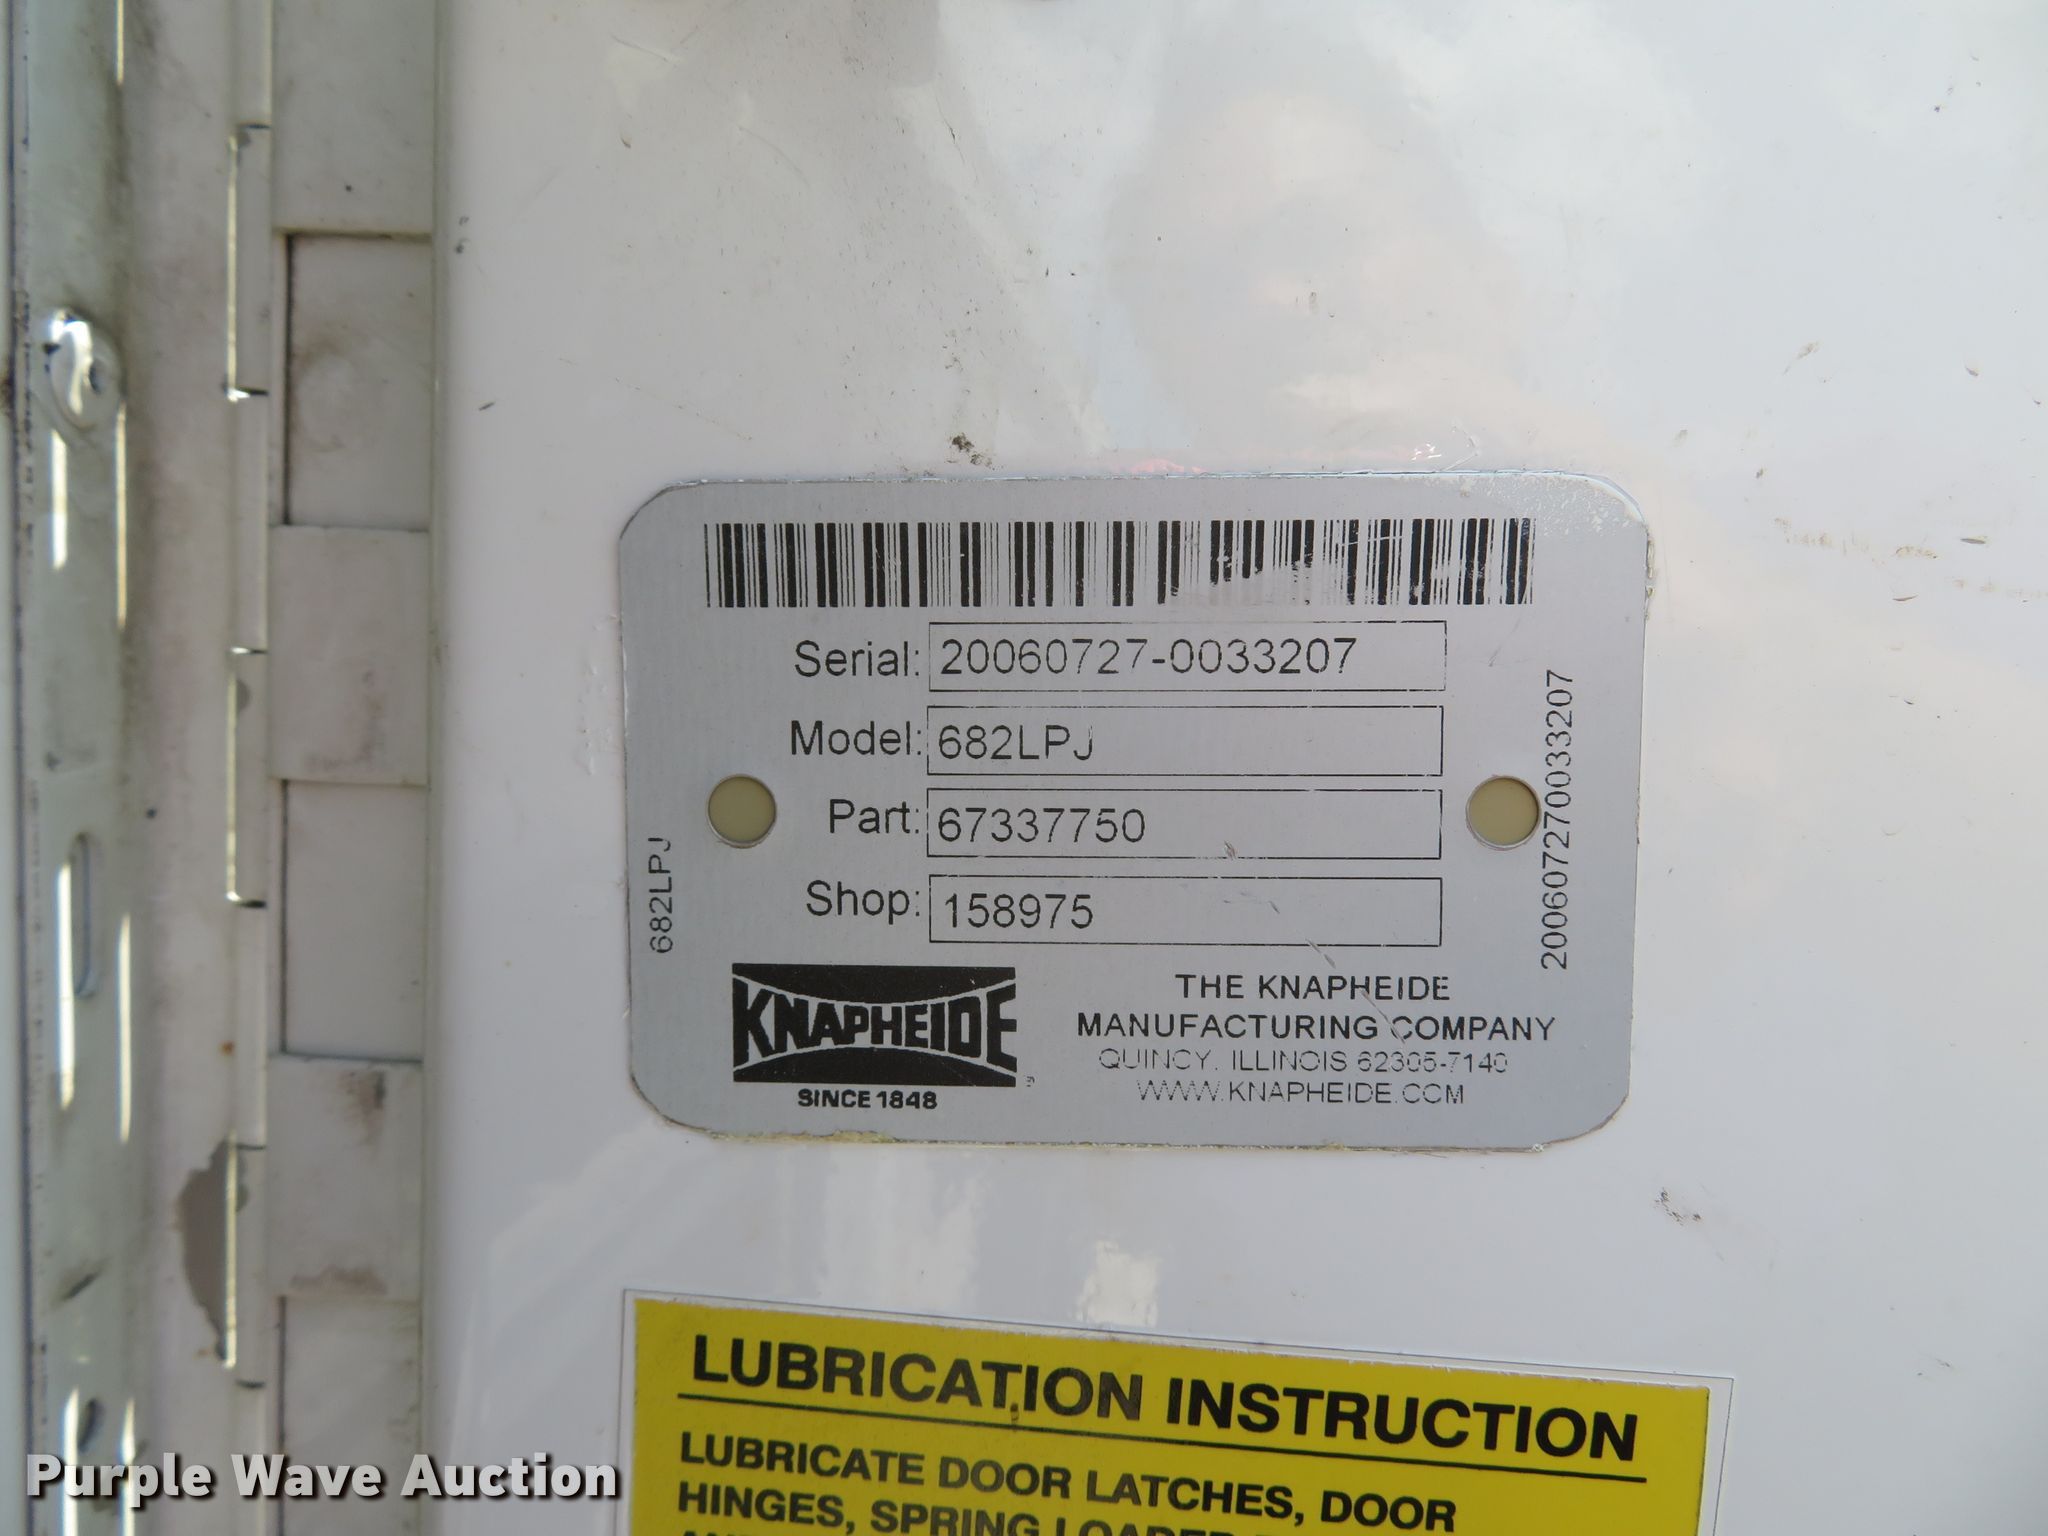 Serial: 20060727-0033207
Model: 682LPJ
Part: 67337750
Shop: 158975
682LPJ
200607270033207
KNAPHEIDE
SINCE 1848
THE KNAPHEIDE
MANUFACTURING COMPANY
QUINCY, ILLINOIS 62305-7140
WWW.KNAPHEIDE.COM
LUBRICATION INSTRUCTION
LUBRICATE DOOR LATCHES, DOOR
HINGES, SPRING
Purple Wave Auction